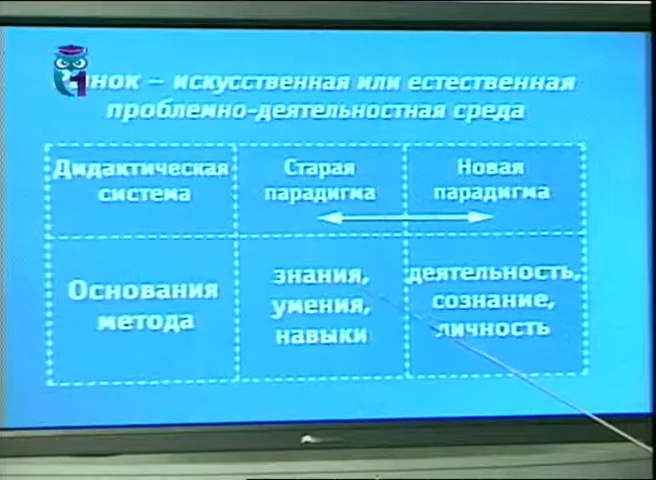 1
нок – искусственная или естественная
проблемно-деятельностная среда
Дидактическая
система
Старая
парадигма
Новая
парадигма
Основания
метода
знания,
умения,
навыки
деятельность,
сознание,
личность